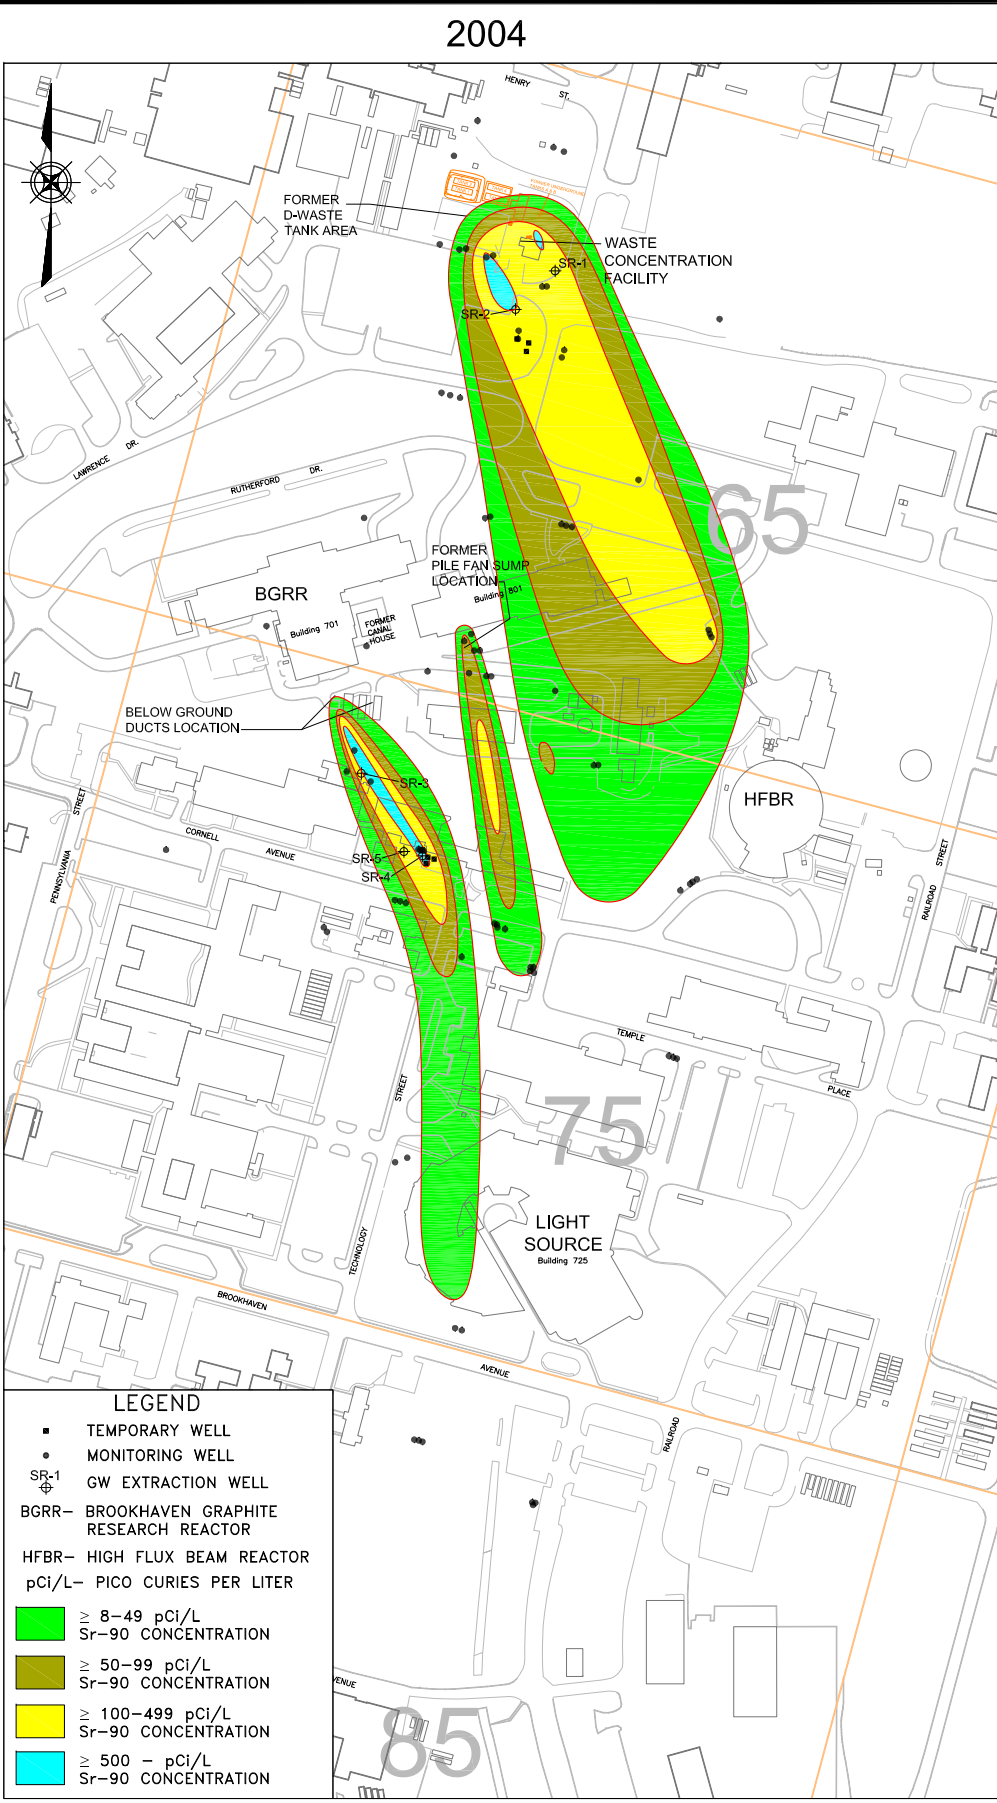 2004
HENRY
ST.
FORMER UNDERGROUND
FORMER
D-WASTE
TANK AREA
WASTE
CONCENTRATION
FACILITY
SR-1
SR-2
LAWRENCE DR.
RUTHERFORD DR.
65
FORMER
PILE FAN SUMP
LOCATION
Building 801
BGRR
Building 701
FORMER
CANAL
HOUSE
BELOW GROUND
DUCTS LOCATION
SR-3
HFBR
CORNELL
AVENUE
SR-5
SR-4
PENNSYLVANIA
STREET
RAILROAD
STREET
TEMPLE
PLACE
75
TECHNOLOGY
STREET
LIGHT
SOURCE
Building 725
BROOKHAVEN
AVENUE
RAILROAD
VENUE
85
LEGEND
TEMPORARY WELL
MONITORING WELL
SR-1
GW EXTRACTION WELL
BGRR– BROOKHAVEN GRAPHITE
RESEARCH REACTOR
HFBR– HIGH FLUX BEAM REACTOR
pCi/L– PICO CURIES PER LITER
≥ 8–49 pCi/L
Sr–90 CONCENTRATION
≥ 50–99 pCi/L
Sr–90 CONCENTRATION
≥ 100–499 pCi/L
Sr–90 CONCENTRATION
≥ 500 – pCi/L
Sr–90 CONCENTRATION